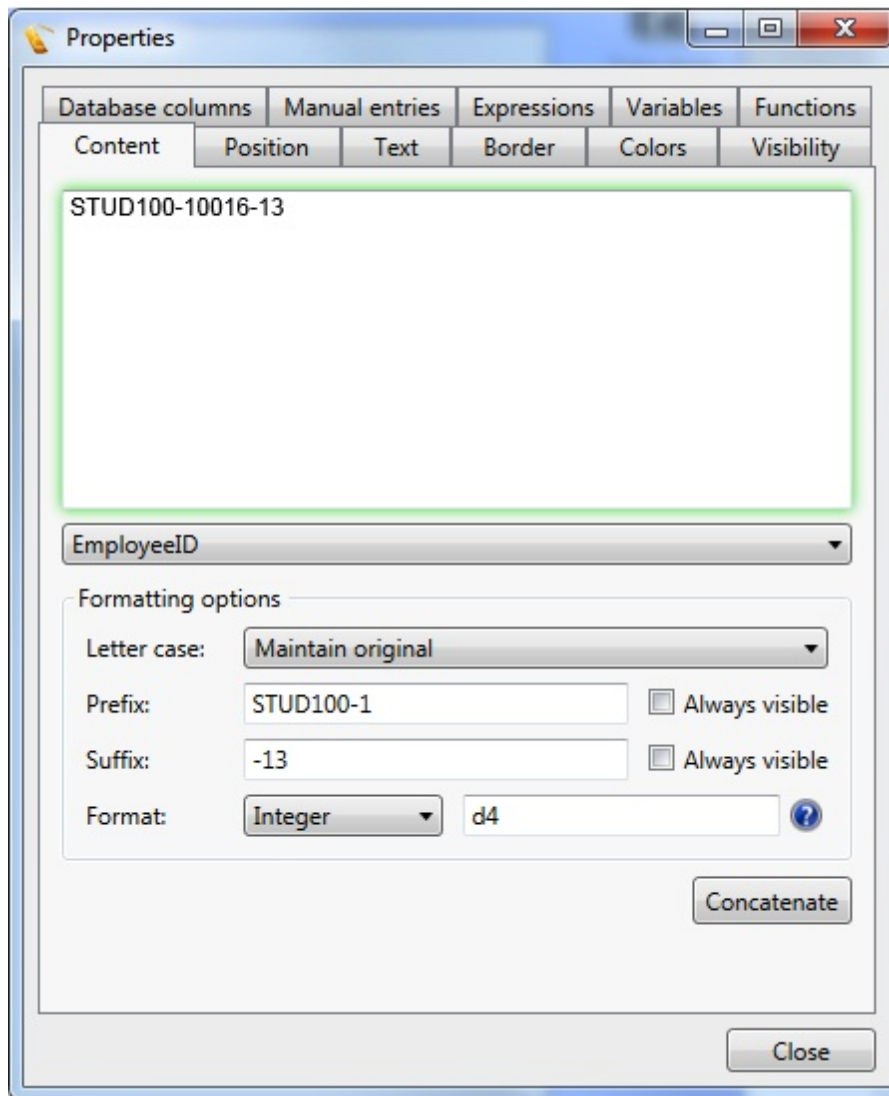 Properties
Database columns Manual entries Expressions Variables Functions
Content Position Text Border Colors Visibility
STUD100-10016-13
EmployeeID
Formatting options
Letter case: Maintain original
Prefix: STUD100-1 Always visible
Suffix: -13 Always visible
Format: Integer d4 ?
Concatenate
Close